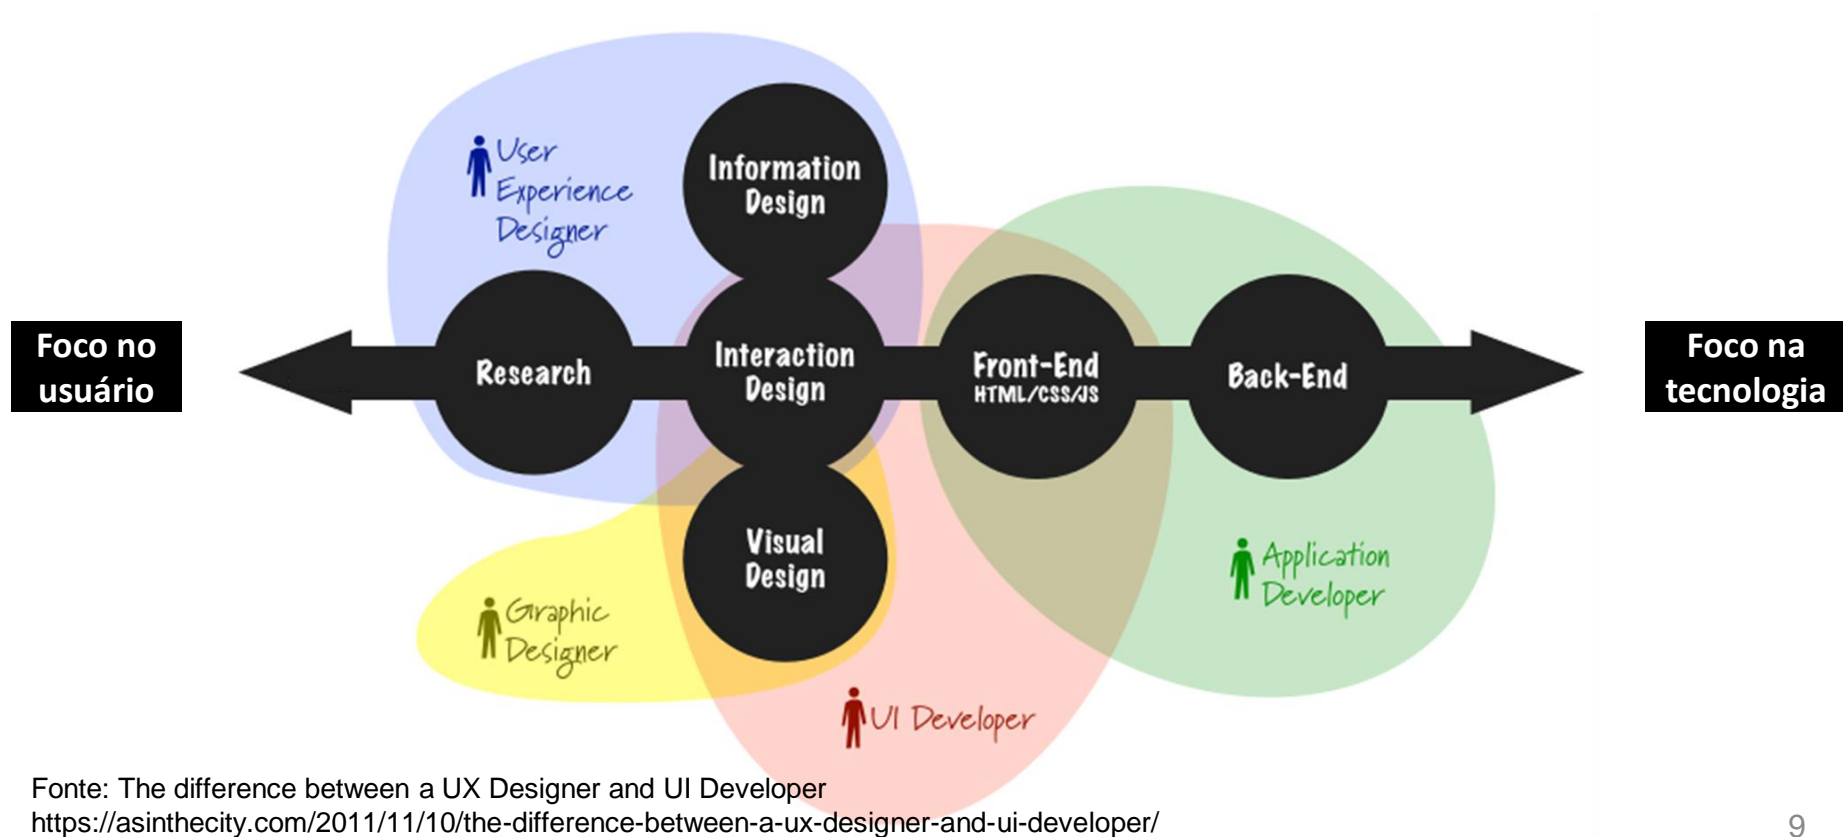 User
Experience
Designer
Information
Design
Foco no
usuário
Research
Interaction
Design
Front-End
HTML/CSS/JS
Back-End
Foco na
tecnologia
Visual
Design
Graphic
Designer
Application
Developer
UI Developer
Fonte: The difference between a UX Designer and UI Developer
https://asinthecity.com/2011/11/10/the-difference-between-a-ux-designer-and-ui-developer/
9